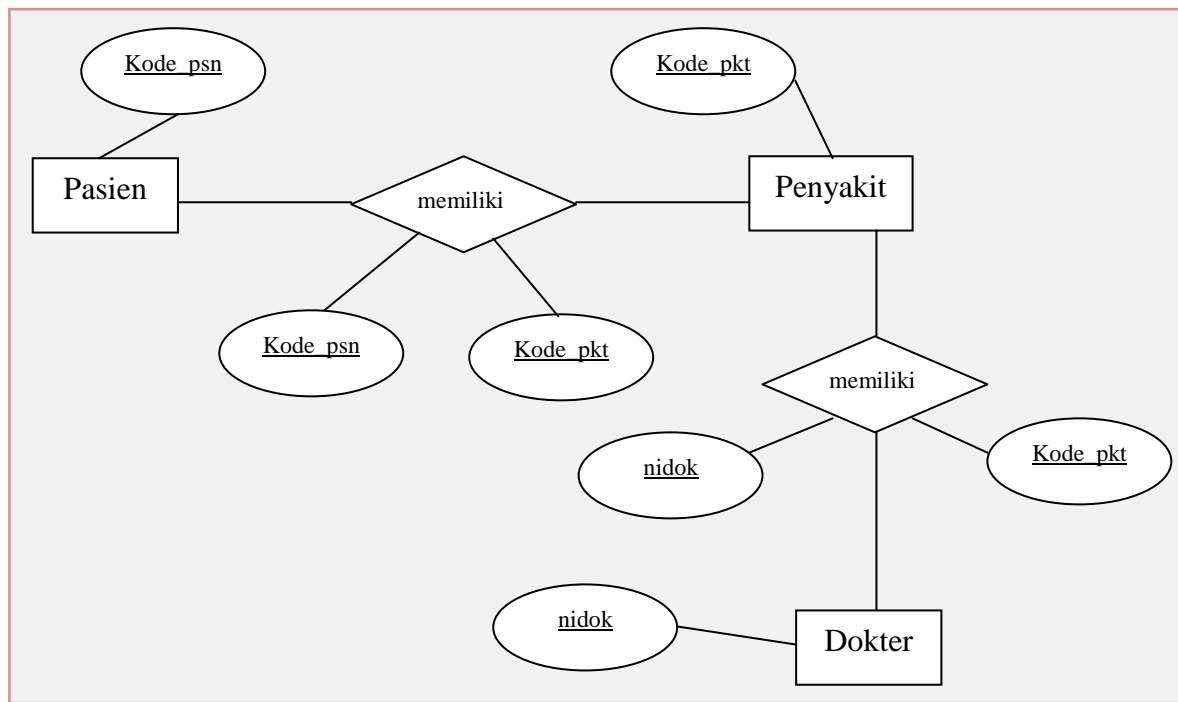 Kode_psn
Kode_pkt
Pasien
memiliki
Penyakit
Kode_psn
Kode_pkt
memiliki
nidok
Kode_pkt
nidok
Dokter